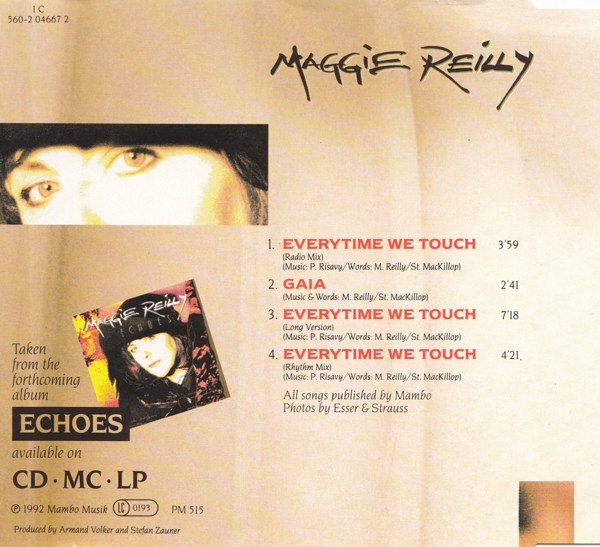 1 C
560-2 04667 2
MAGGIE REILLY
1. EVERYTIME WE TOUCH 3'59
(Radio Mix)
(Music: P. Risavy/Words: M. Reilly/St. MacKillop)
2. GAIA 2'41
(Music & Words: M. Reilly/St. MacKillop)
3. EVERYTIME WE TOUCH 7'18
(Long Version)
(Music: P. Risavy/Words: M. Reilly/St. MacKillop)
4. EVERYTIME WE TOUCH 4'21.
(Rhythm Mix)
(Music: P. Risavy/Words: M. Reilly/St. MacKillop)
All songs published by Mambo
Photos by Esser & Strauss
MAGGIE REILLY
ECHOES
Taken
from the
forthcoming
album
ECHOES
available on
CD · MC · LP
℗ 1992 Mambo Musik LC 0193 PM 515
Produced by Armand Volker and Stefan Zauner